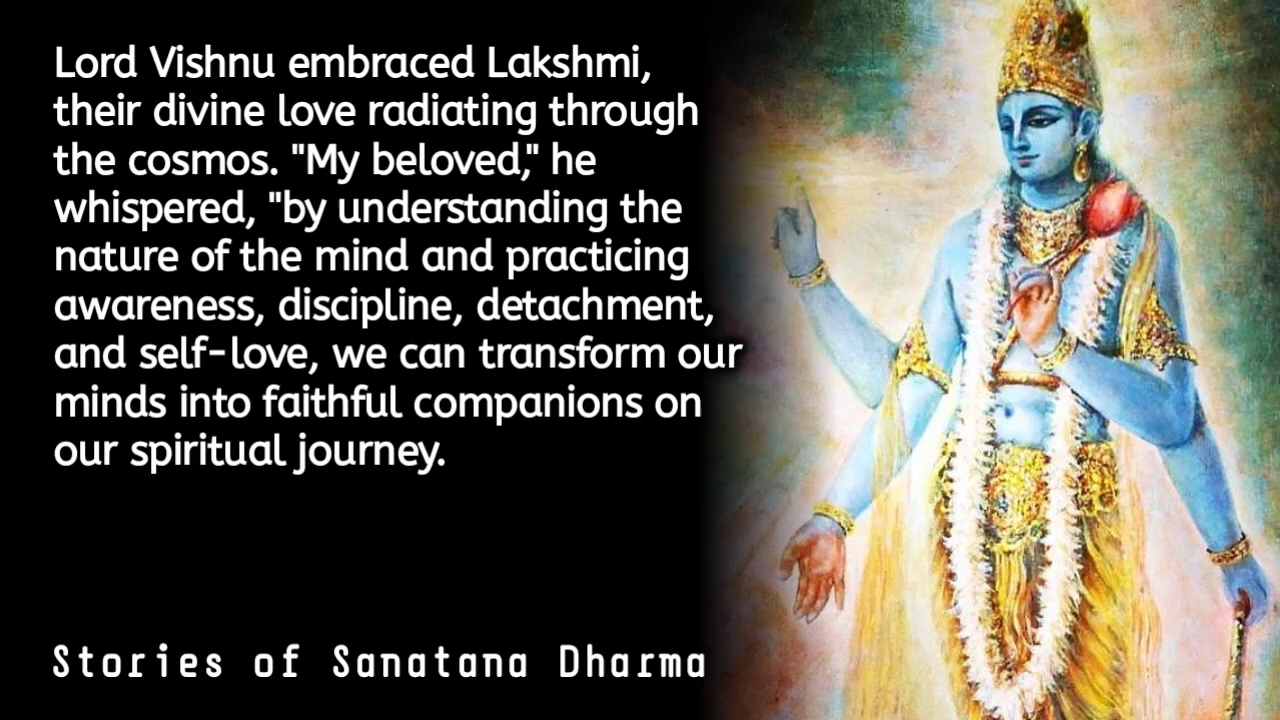 Lord Vishnu embraced Lakshmi,
their divine love radiating through
the cosmos. "My beloved," he
whispered, "by understanding the
nature of the mind and practicing
awareness, discipline, detachment,
and self-love, we can transform our
minds into faithful companions on
our spiritual journey.
Stories of Sanatana Dharma